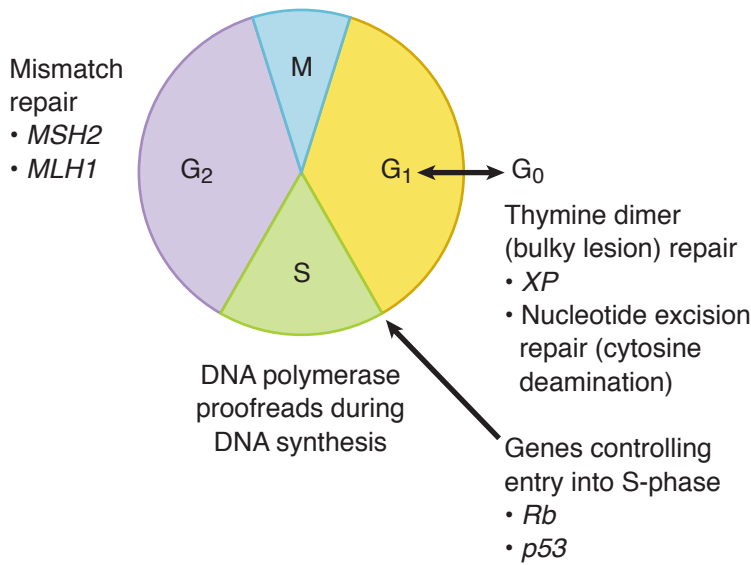 Mismatch
repair
• MSH2
• MLH1
M
G2
G1
G0
S
Thymine dimer
(bulky lesion) repair
• XP
• Nucleotide excision
repair (cytosine
deamination)
DNA polymerase
proofreads during
DNA synthesis
Genes controlling
entry into S-phase
• Rb
• p53